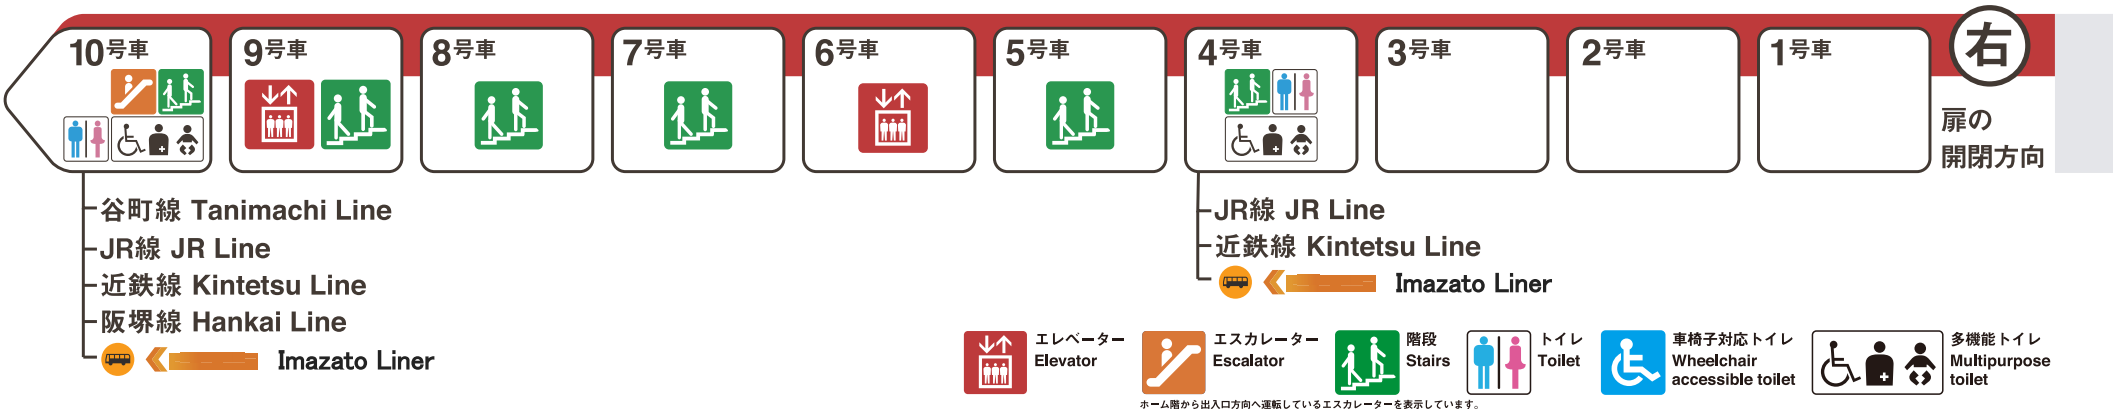 10号車
9号車
8号車
7号車
6号車
5号車
4号車
3号車
2号車
1号車
右
扉の
開閉方向
谷町線 Tanimachi Line
JR線 JR Line
近鉄線 Kintetsu Line
阪堺線 Hankai Line
Imazato Liner
JR線 JR Line
近鉄線 Kintetsu Line
Imazato Liner
エレベーター
Elevator
エスカレーター
Escalator
階段
Stairs
トイレ
Toilet
車椅子対応トイレ
Wheelchair
accessible toilet
多機能トイレ
Multipurpose
toilet
ホーム階から出入口方向へ運転しているエスカレーターを表示しています。